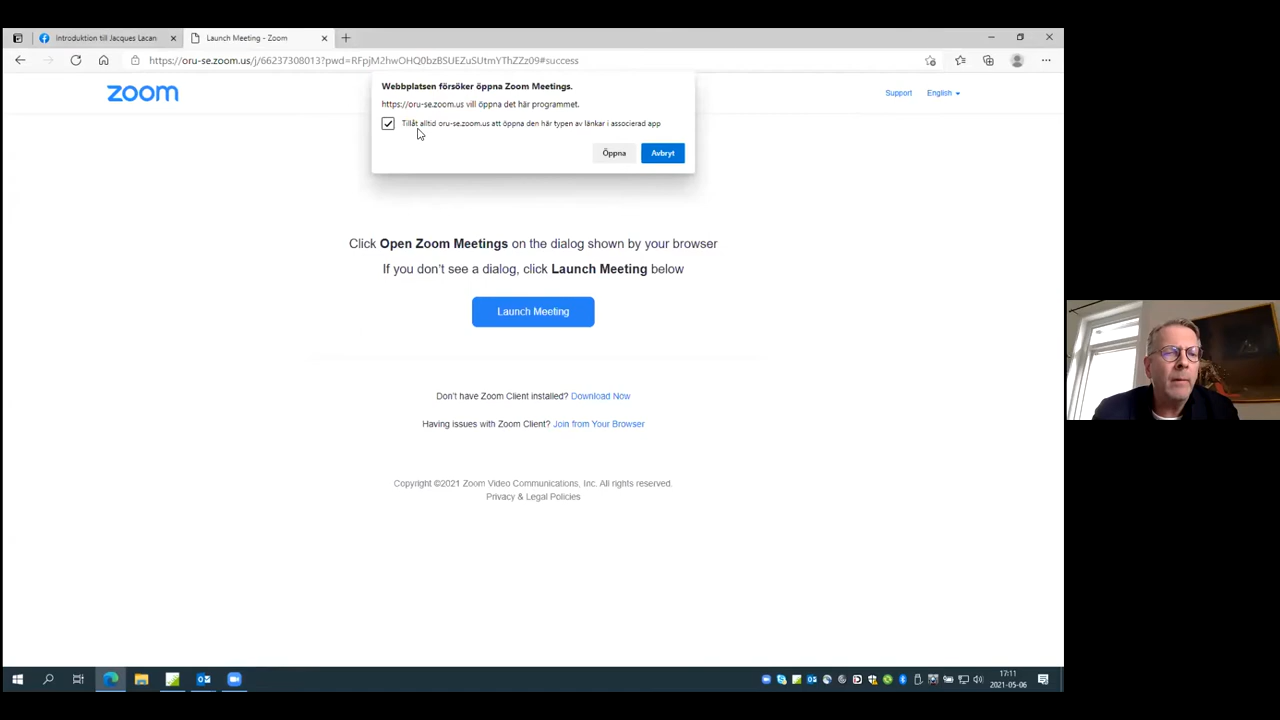 Introduktion till Jacques Lacan
Launch Meeting - Zoom
https://oru-se.zoom.us/j/66237308013?pwd=RFpjM2hwOHQ0bzBSUEZuSUtmYThZZz09#success
Webbplatsen försöker öppna Zoom Meetings.
https://oru-se.zoom.us vill öppna det här programmet.
Tillåt alltid oru-se.zoom.us att öppna den här typen av länkar i associerad app
Öppna
Avbryt
zoom
Support
English
Click Open Zoom Meetings on the dialog shown by your browser
If you don't see a dialog, click Launch Meeting below
Launch Meeting
Don't have Zoom Client installed? Download Now
Having issues with Zoom Client? Join from Your Browser
Copyright ©2021 Zoom Video Communications, Inc. All rights reserved.
Privacy & Legal Policies
17:11
2021-05-06